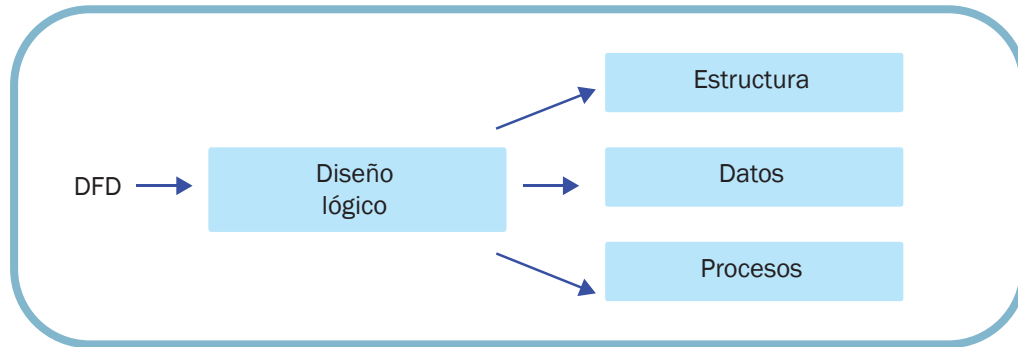 DFD
Diseño
lógico
Estructura
Datos
Procesos